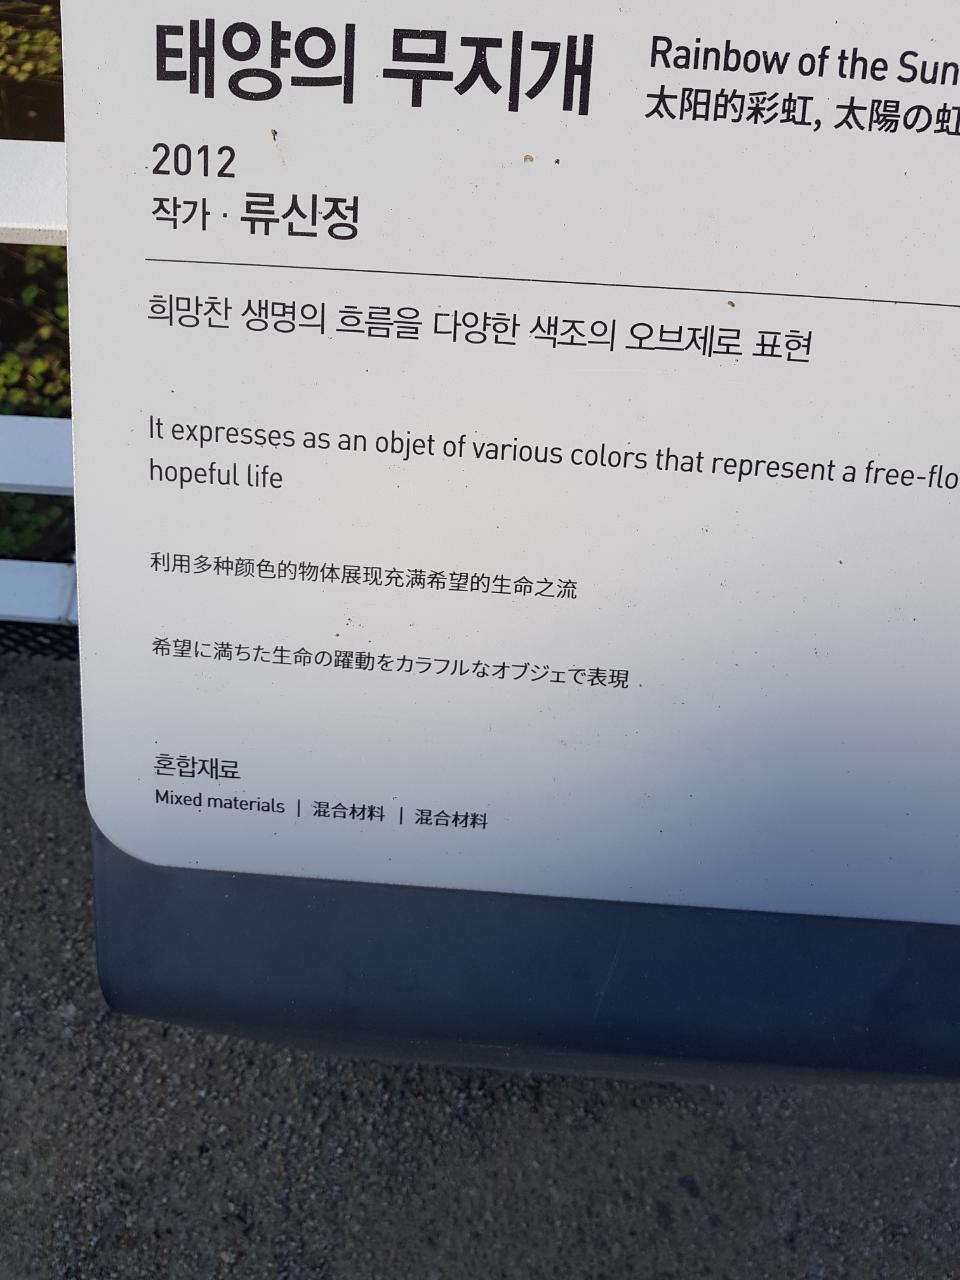 태양의 무지개
Rainbow of the Sun
太阳的彩虹, 太陽の虹
2012
작가 · 류신정
희망찬 생명의 흐름을 다양한 색조의 오브제로 표현
It expresses as an objet of various colors that represent a free-flo
hopeful life
利用多种颜色的物体展现充满希望的生命之流
希望に満ちた生命の躍動をカラフルなオブジェで表現
혼합재료
Mixed materials | 混合材料 | 混合材料